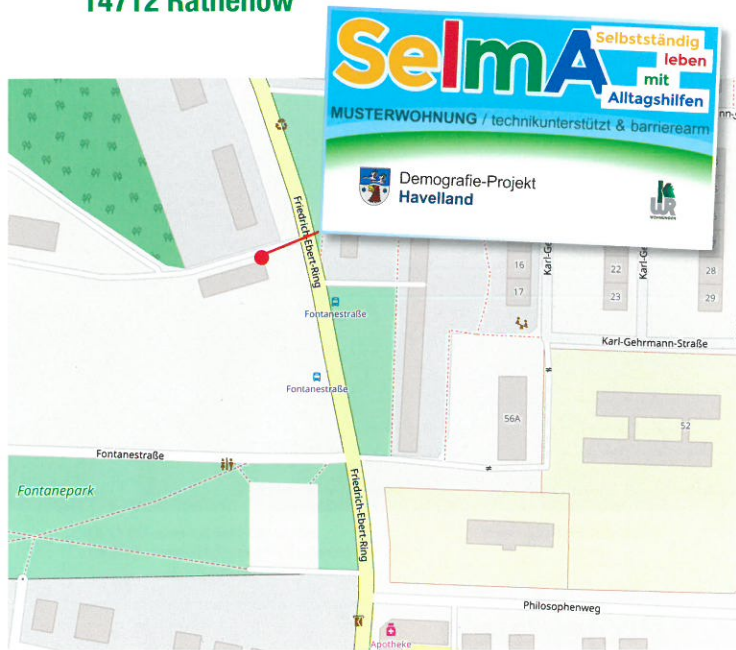 14712 Rathenow
SelmA
Selbstständig
leben
mit
Alltagshilfen
MUSTERWOHNUNG / technikunterstützt & barrierearm
Demografie-Projekt
Havelland
KWR
Friedrich-Ebert-Ring
16
17
22
23
28
29
Fontanestraße
Karl-Gehrmann-Straße
Fontanestraße
56A
52
Fontanestraße
Fontanepark
Friedrich-Ebert-Ring
Philosophenweg
Apotheke